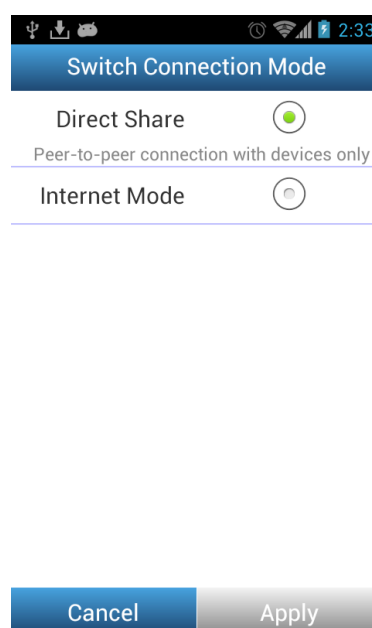 2:33
Switch Connection Mode
Direct Share
Peer-to-peer connection with devices only
Internet Mode
Cancel
Apply